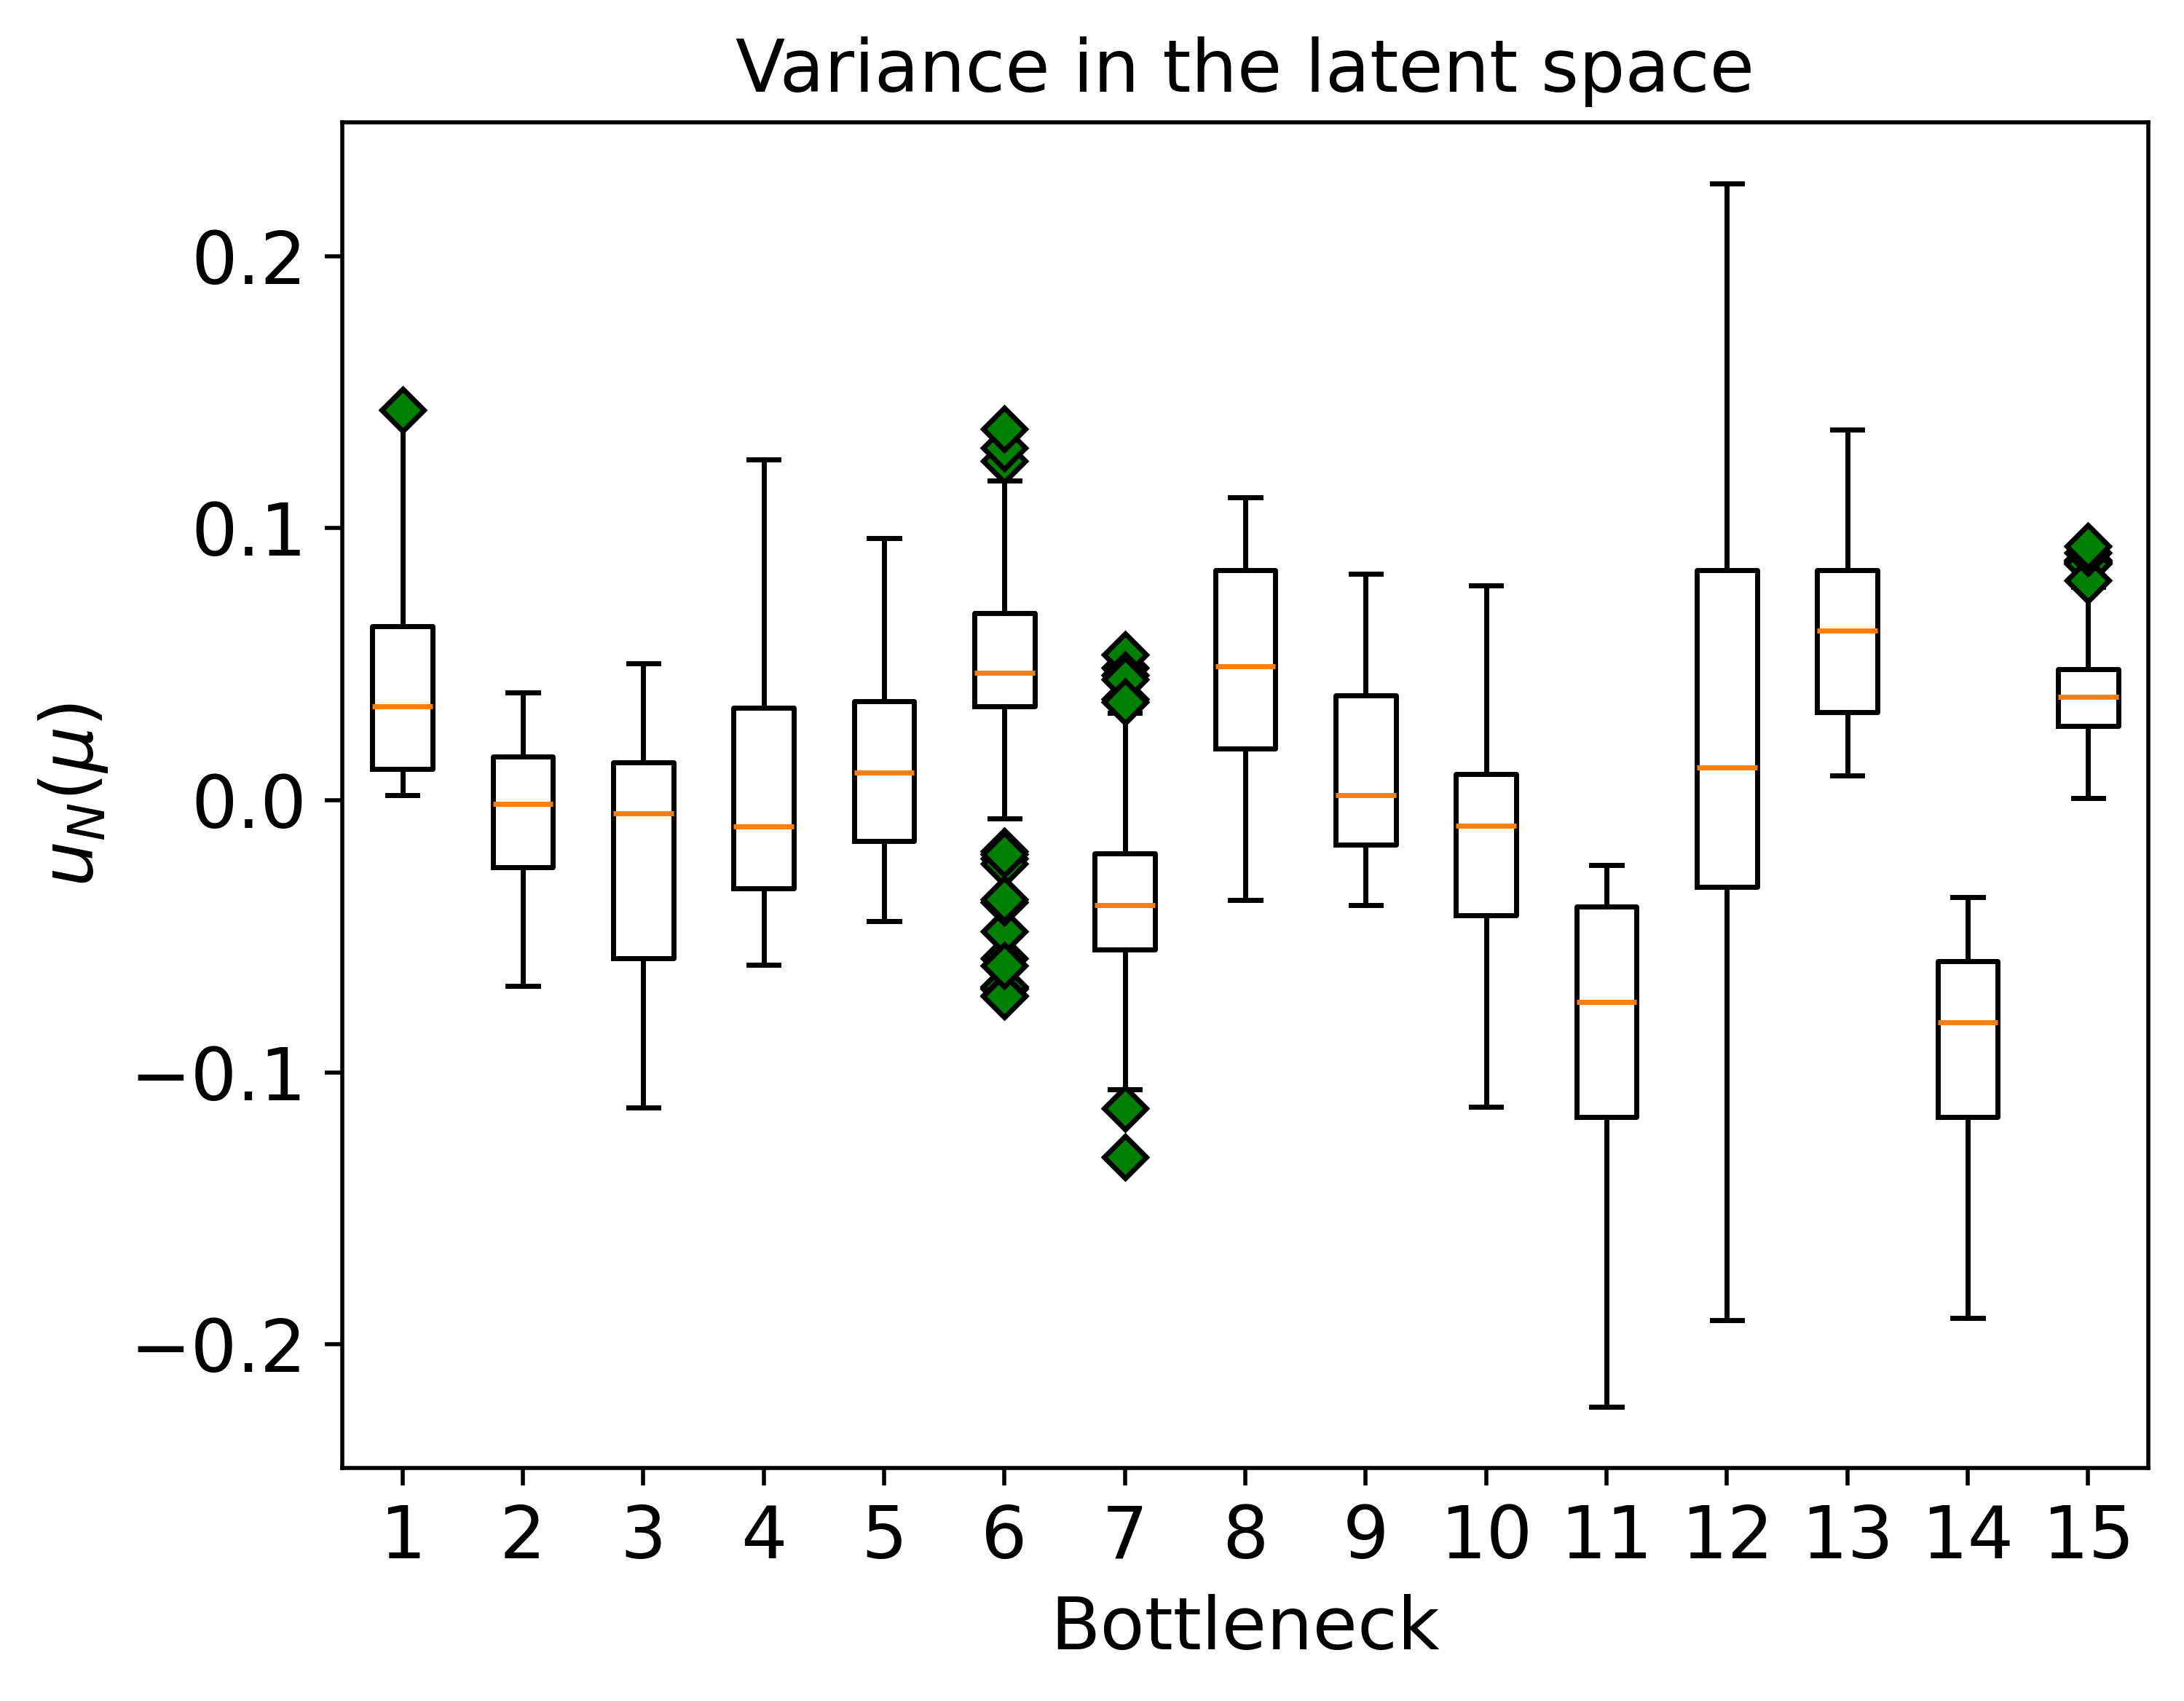 Variance in the latent space
0.2
0.1
0.0
−0.1
−0.2
u_N(μ)
1 2 3 4 5 6 7 8 9 10 11 12 13 14 15
Bottleneck